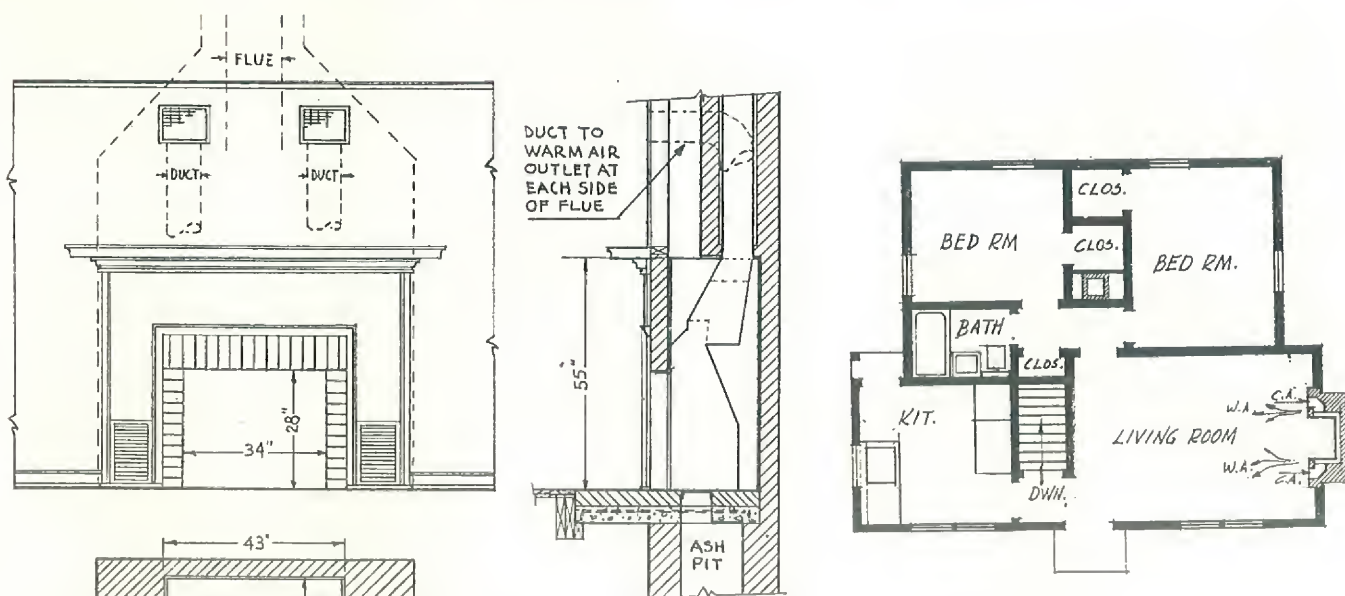 FLUE
DUCT
DUCT
28"
34"
43"
DUCT TO
WARM AIR
OUTLET AT
EACH SIDE
OF FLUE
55"
ASH
PIT
CLOS.
BED RM
CLOS.
BED RM.
BATH
CLOS.
KIT.
C.A.
W.A.
LIVING ROOM
W.A.
C.A.
DWN.